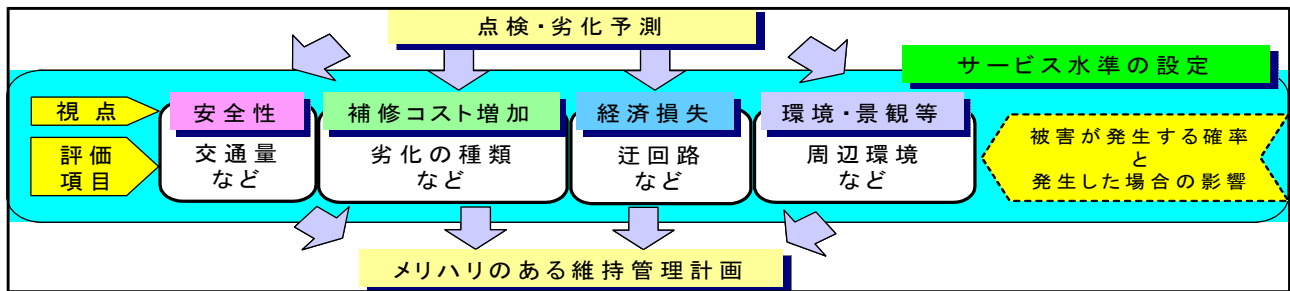 点検・劣化予測
サービス水準の設定
視点
安全性
補修コスト増加
経済損失
環境・景観等
評価
項目
交通量
など
劣化の種類
など
迂回路
など
周辺環境
など
被害が発生する確率
と
発生した場合の影響
メリハリのある維持管理計画